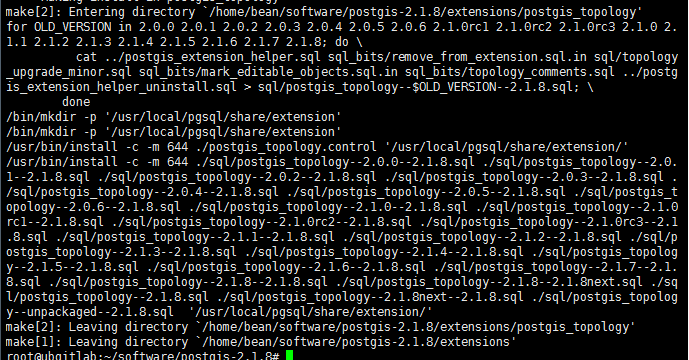 make[2]: Entering directory `/home/bean/software/postgis-2.1.8/extensions/postgis_topology'
for OLD_VERSION in 2.0.0 2.0.1 2.0.2 2.0.3 2.0.4 2.0.5 2.0.6 2.1.0rc1 2.1.0rc2 2.1.0rc3 2.1.0 2.
1.1 2.1.2 2.1.3 2.1.4 2.1.5 2.1.6 2.1.7 2.1.8; do \
cat ../postgis_extension_helper.sql sql_bits/remove_from_extension.sql.in sql/topology
_upgrade_minor.sql sql_bits/mark_editable_objects.sql.in sql_bits/topology_comments.sql ../postg
is_extension_helper_uninstall.sql > sql/postgis_topology--$OLD_VERSION--2.1.8.sql; \
done
/bin/mkdir -p '/usr/local/pgsql/share/extension'
/bin/mkdir -p '/usr/local/pgsql/share/extension'
/usr/bin/install -c -m 644 ./postgis_topology.control '/usr/local/pgsql/share/extension/'
/usr/bin/install -c -m 644 ./sql/postgis_topology--2.0.0--2.1.8.sql ./sql/postgis_topology--2.0.
1--2.1.8.sql ./sql/postgis_topology--2.0.2--2.1.8.sql ./sql/postgis_topology--2.0.3--2.1.8.sql .
/sql/postgis_topology--2.0.4--2.1.8.sql ./sql/postgis_topology--2.0.5--2.1.8.sql ./sql/postgis_t
opology--2.0.6--2.1.8.sql ./sql/postgis_topology--2.1.0--2.1.8.sql ./sql/postgis_topology--2.1.0
rc1--2.1.8.sql ./sql/postgis_topology--2.1.0rc2--2.1.8.sql ./sql/postgis_topology--2.1.0rc3--2.1
.8.sql ./sql/postgis_topology--2.1.1--2.1.8.sql ./sql/postgis_topology--2.1.2--2.1.8.sql ./sql/p
ostgis_topology--2.1.3--2.1.8.sql ./sql/postgis_topology--2.1.4--2.1.8.sql ./sql/postgis_topolog
y--2.1.5--2.1.8.sql ./sql/postgis_topology--2.1.6--2.1.8.sql ./sql/postgis_topology--2.1.7--2.1.
8.sql ./sql/postgis_topology--2.1.8--2.1.8.sql ./sql/postgis_topology--2.1.8--2.1.8next.sql ./sq
l/postgis_topology--2.1.8.sql ./sql/postgis_topology--2.1.8next--2.1.8.sql ./sql/postgis_topolog
y--unpackaged--2.1.8.sql  '/usr/local/pgsql/share/extension/'
make[2]: Leaving directory `/home/bean/software/postgis-2.1.8/extensions/postgis_topology'
make[1]: Leaving directory `/home/bean/software/postgis-2.1.8/extensions'
root@ubgitlab:~/software/postgis-2.1.8#